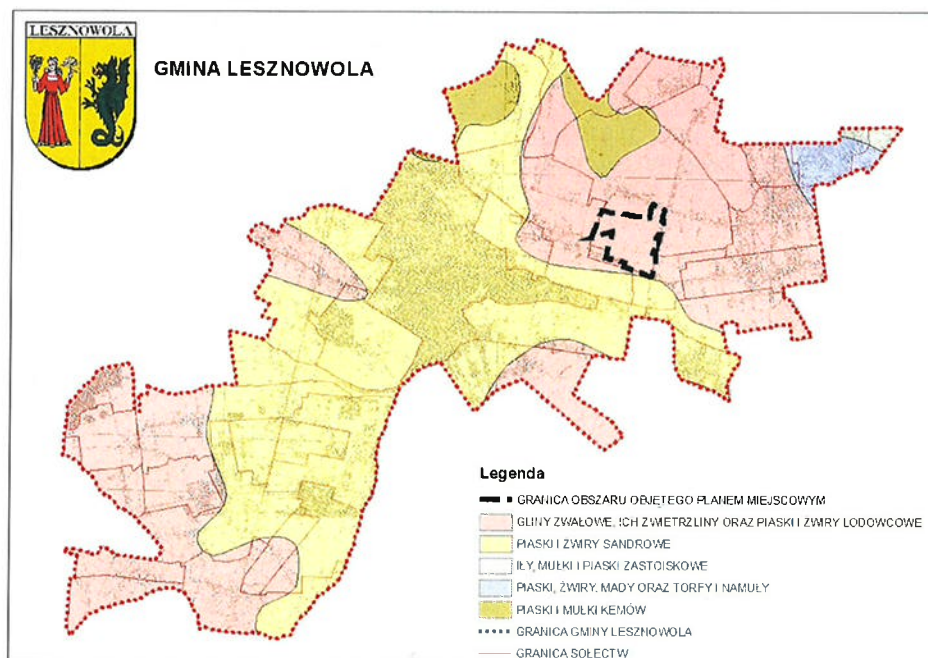 LESZNOWOLA
GMINA LESZNOWOLA
Legenda
GRANICA OBSZARU OBJĘTEGO PLANEM MIEJSCOWYM
GLINY ZWAŁOWE, ICH ZWIETRZLINY ORAZ PIASKI I ŻWIRY LODOWCOWE
PIASKI I ŻWIRY SANDROWE
IŁY, MUŁKI I PIASKI ZASTOISKOWE
PIASKI, ŻWIRY, MADY ORAZ TORFY I NAMUŁY
PIASKI I MUŁKI KEMÓW
GRANICA GMINY LESZNOWOLA
GRANICA SOŁECTW